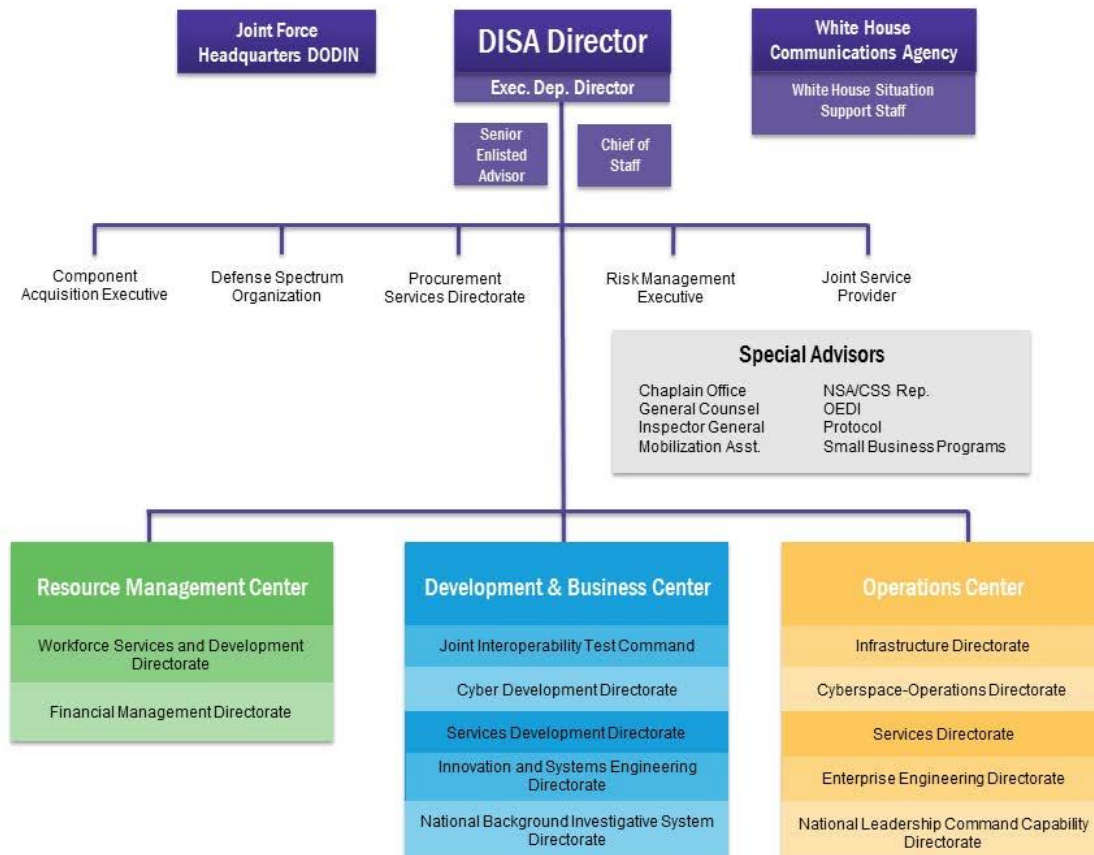 Joint Force
Headquarters DODIN
DISA Director
Exec. Dep. Director
White House
Communications Agency
White House Situation
Support Staff
Senior
Enlisted
Advisor
Chief of
Staff
Component
Acquisition Executive
Defense Spectrum
Organization
Procurement
Services Directorate
Risk Management
Executive
Joint Service
Provider
Special Advisors
Chaplain Office
General Counsel
Inspector General
Mobilization Asst.
NSA/CSS Rep.
OEDI
Protocol
Small Business Programs
Resource Management Center
Workforce Services and Development
Directorate
Financial Management Directorate
Development & Business Center
Joint Interoperability Test Command
Cyber Development Directorate
Services Development Directorate
Innovation and Systems Engineering
Directorate
National Background Investigative System
Directorate
Operations Center
Infrastructure Directorate
Cyberspace-Operations Directorate
Services Directorate
Enterprise Engineering Directorate
National Leadership Command Capability
Directorate